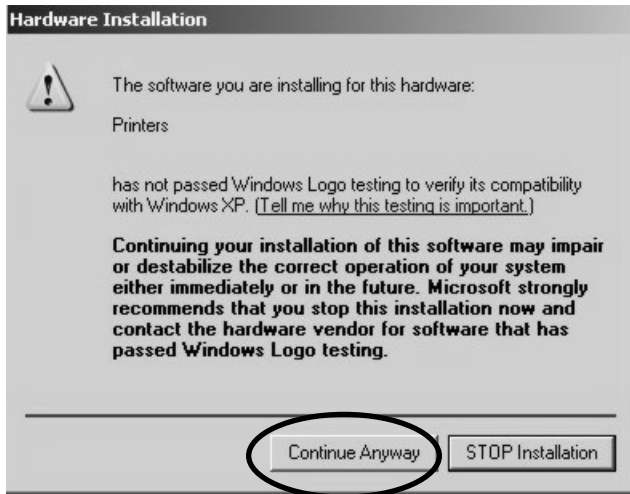 Hardware Installation
The software you are installing for this hardware:
Printers
has not passed Windows Logo testing to verify its compatibility
with Windows XP. (Tell me why this testing is important.)
Continuing your installation of this software may impair
or destabilize the correct operation of your system
either immediately or in the future. Microsoft strongly
recommends that you stop this installation now and
contact the hardware vendor for software that has
passed Windows Logo testing.
Continue Anyway STOP Installation